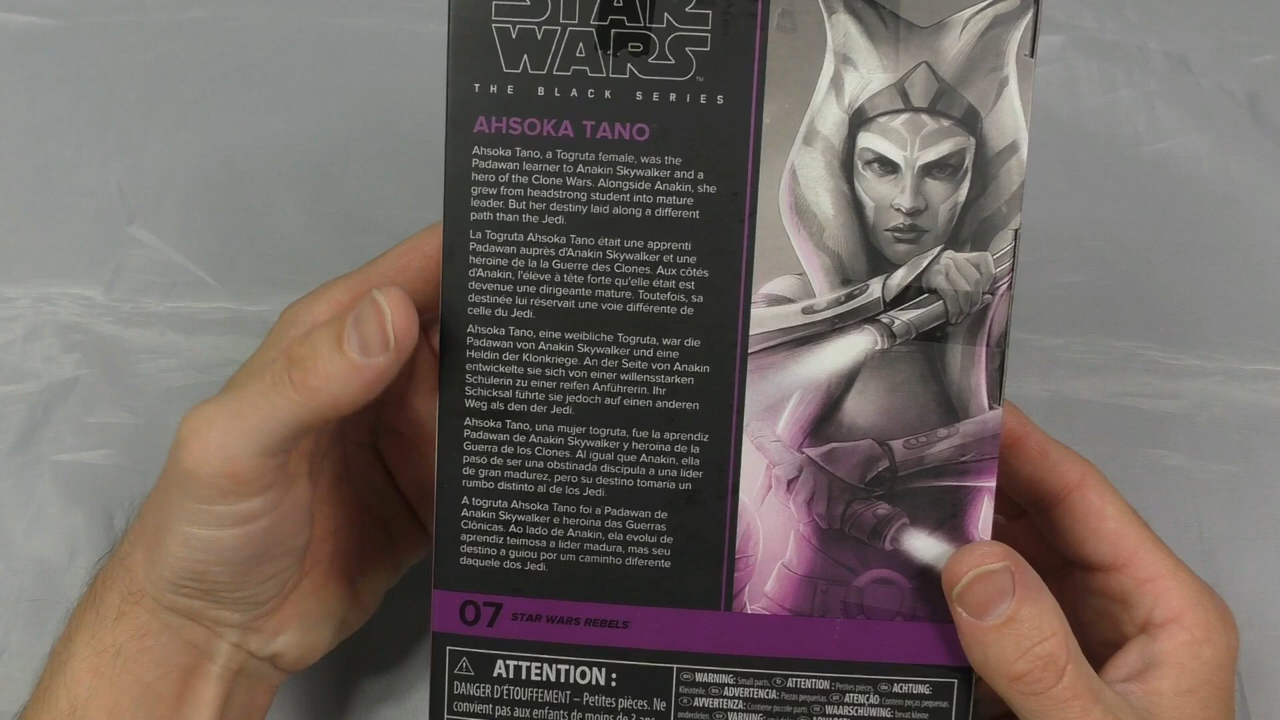 STAR
WARS
THE BLACK SERIES
AHSOKA TANO
Ahsoka Tano, a Togruta female, was the
Padawan learner to Anakin Skywalker and a
hero of the Clone Wars. Alongside Anakin, she
grew from headstrong student into mature
leader. But her destiny laid along a different
path than the Jedi.
La Togruta Ahsoka Tano était une apprenti
Padawan auprès d'Anakin Skywalker et une
héroïne de la la Guerre des Clones. Aux côtés
d'Anakin, l'élève à tête forte qu'elle était est
devenue une dirigeante mature. Toutefois, sa
destinée lui réservait une voie différente de
celle du Jedi.
Ahsoka Tano, eine weibliche Togruta, war die
Padawan von Anakin Skywalker und eine
Heldin der Klonkriege. An der Seite von Anakin
entwickelte sie sich von einer willensstarken
Schülerin zu einer reifen Anführerin. Ihr
Schicksal führte sie jedoch auf einen anderen
Weg als den der Jedi.
Ahsoka Tano, una mujer togruta, fue la aprendiz
Padawan de Anakin Skywalker y heroína de la
Guerra de los Clones. Al igual que Anakin, ella
pasó de ser una obstinada discípula a una líder
de gran madurez, pero su destino tomaría un
rumbo distinto al de los Jedi.
A togruta Ahsoka Tano foi a Padawan de
Anakin Skywalker e heroína das Guerras
Clônicas. Ao lado de Anakin, ela evolui de
aprendiz teimosa a líder madura, mas seu
destino a guiou por um caminho diferente
daquele dos Jedi.
07 STAR WARS REBELS
ATTENTION :
DANGER D'ÉTOUFFEMENT – Petites pièces. Ne
convient pas aux enfants de moins de 3 ans.
WARNING: Small parts. ATTENTION : Petites pièces. ACHTUNG:
Kleinteile. ADVERTENCIA: Piezas pequeñas. ATENÇÃO: Contém peças pequenas.
AVVERTENZA: Contiene piccole parti. WAARSCHUWING: bevat kleine
onderdelen. VARNING: